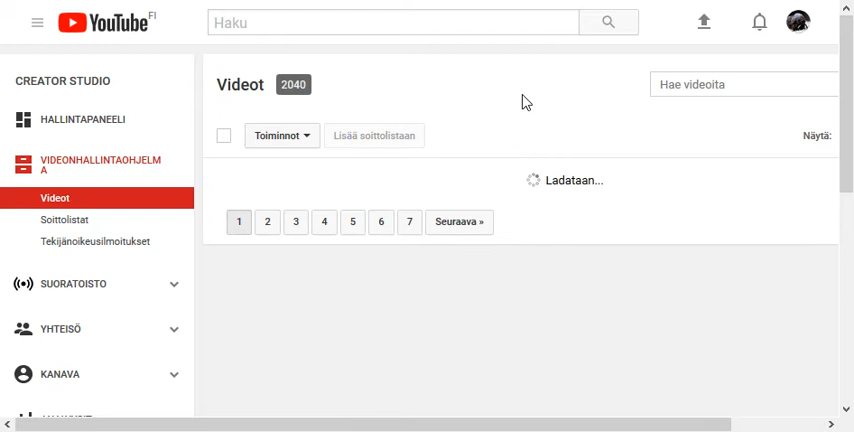 YouTube FI
Haku
CREATOR STUDIO
HALLINTAPANEELI
VIDEONHALLINTAOHJELM
A
Videot
Soittolistat
Tekijänoikeusilmoitukset
SUORATOISTO
YHTEISÖ
KANAVA
Videot 2040
Hae videoita
Toiminnot
Lisää soittolistaan
Näytä:
Ladataan...
1 2 3 4 5 6 7 Seuraava »